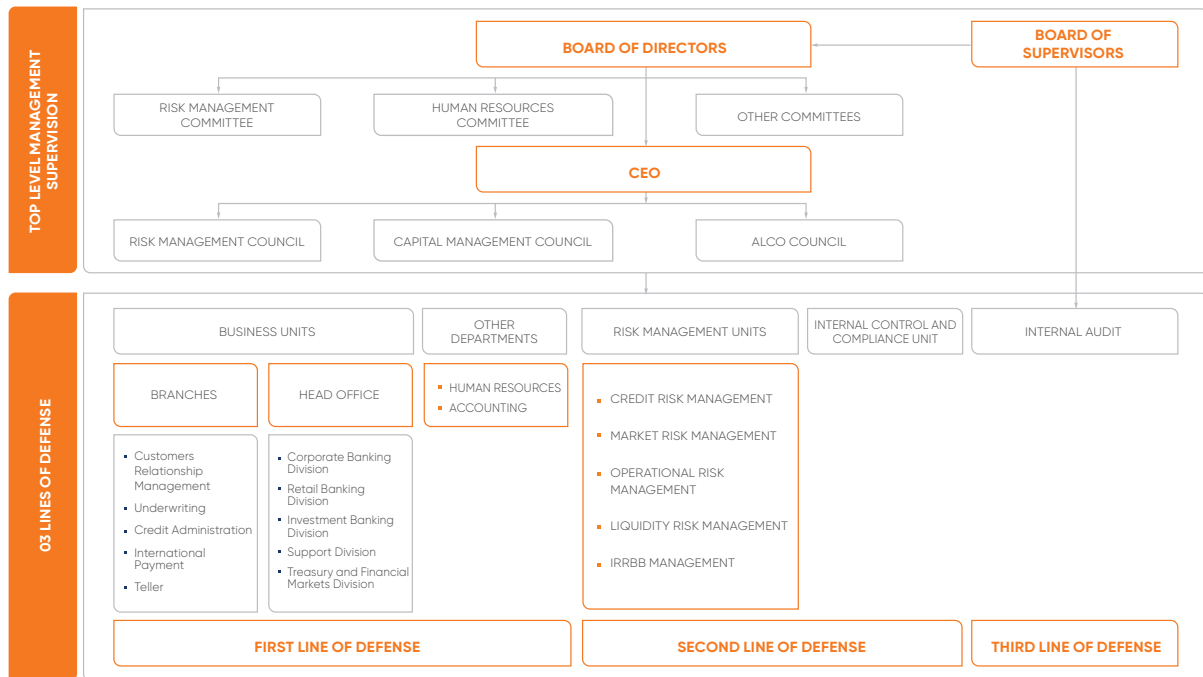 TOP LEVEL MANAGEMENT
SUPERVISION
BOARD OF DIRECTORS
BOARD OF
SUPERVISORS
RISK MANAGEMENT
COMMITTEE
HUMAN RESOURCES
COMMITTEE
OTHER COMMITTEES
CEO
RISK MANAGEMENT COUNCIL
CAPITAL MANAGEMENT COUNCIL
ALCO COUNCIL
03 LINES OF DEFENSE
BUSINESS UNITS
OTHER
DEPARTMENTS
RISK MANAGEMENT UNITS
INTERNAL CONTROL AND
COMPLIANCE UNIT
INTERNAL AUDIT
BRANCHES
HEAD OFFICE
HUMAN RESOURCES
ACCOUNTING
Customers
Relationship
Management
Underwriting
Credit Administration
International
Payment
Teller
Corporate Banking
Division
Retail Banking
Division
Investment Banking
Division
Support Division
Treasury and Financial
Markets Division
CREDIT RISK MANAGEMENT
MARKET RISK MANAGEMENT
OPERATIONAL RISK
MANAGEMENT
LIQUIDITY RISK MANAGEMENT
IRRBB MANAGEMENT
FIRST LINE OF DEFENSE
SECOND LINE OF DEFENSE
THIRD LINE OF DEFENSE